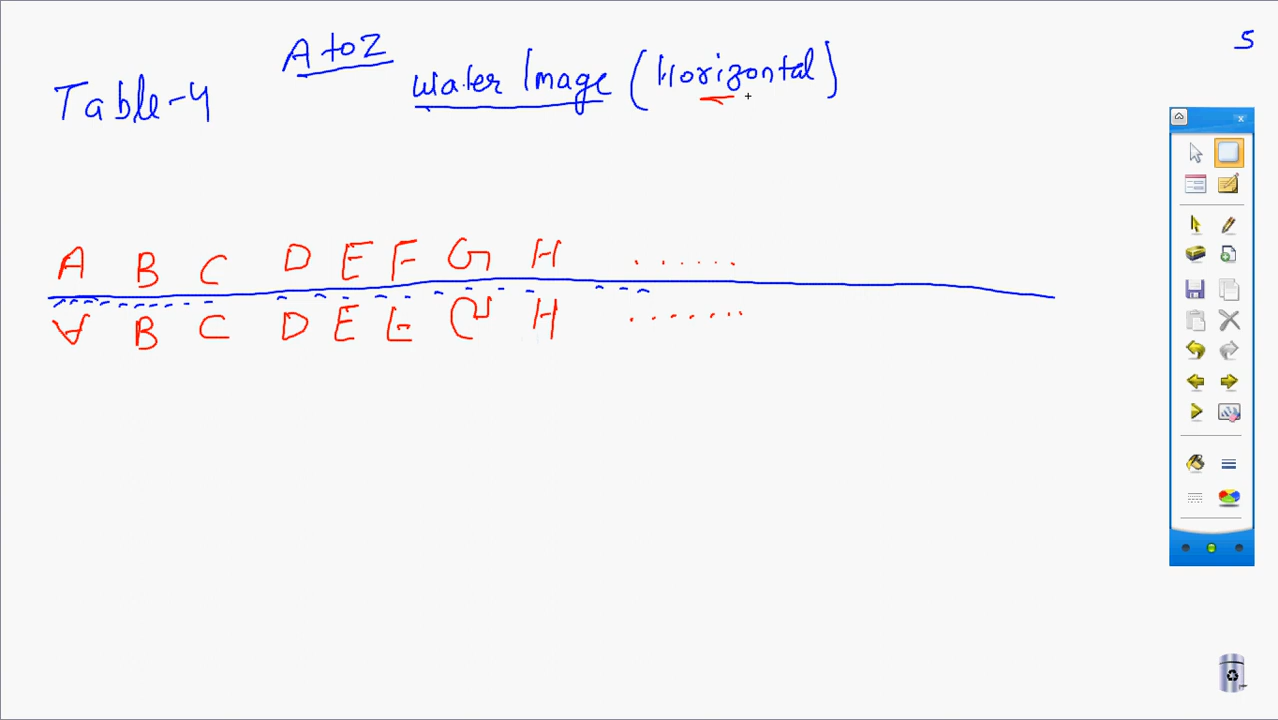 A to Z
5
Table-4
Water Image (Horizontal)
A B C D E F G H ......
∀ B C D E
H .......